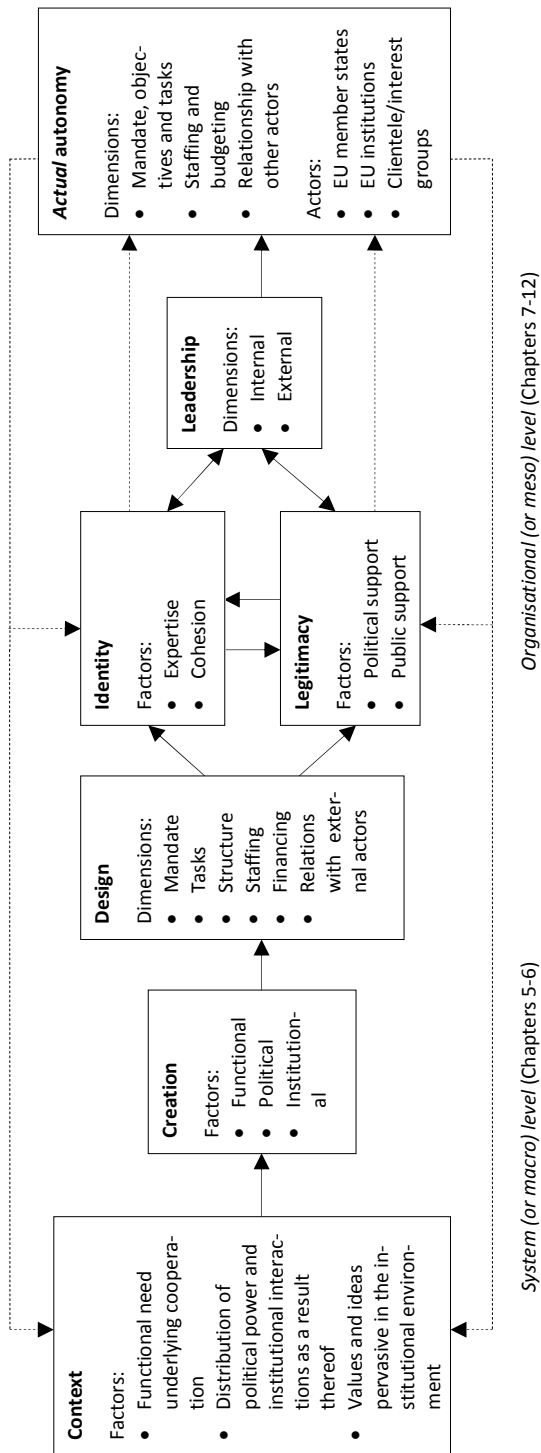 Context
Factors:
● Functional need
underlying coopera-
tion
● Distribution of
political power and
institutional interac-
tions as a result
thereof
● Values and ideas
pervasive in the in-
stitutional environ-
ment
Creation
Factors:
● Functional
● Political
● Institution-
al
Design
Dimensions:
● Mandate
● Tasks
● Structure
● Staffing
● Financing
● Relations
with exter-
nal actors
Identity
Factors:
● Expertise
● Cohesion
Legitimacy
Factors:
● Political support
● Public support
Leadership
Dimensions:
● Internal
● External
Actual autonomy
Dimensions:
● Mandate, objec-
tives and tasks
● Staffing and
budgeting
● Relationship with
other actors
Actors:
● EU member states
● EU institutions
● Clientele/interest
groups
System (or macro) level (Chapters 5-6)
Organisational (or meso) level (Chapters 7-12)